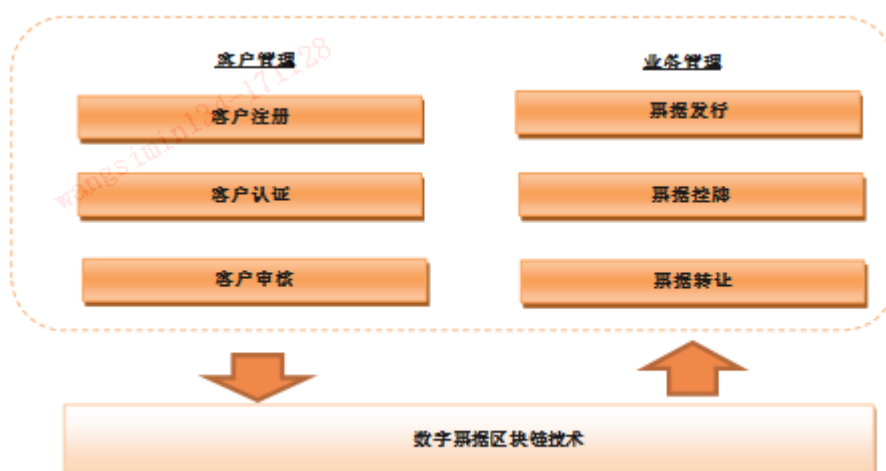 客户管理
客户注册
客户认证
客户审核
业务管理
票据发行
票据挂牌
票据转让
数字票据区块链技术
wangsimin134-171128